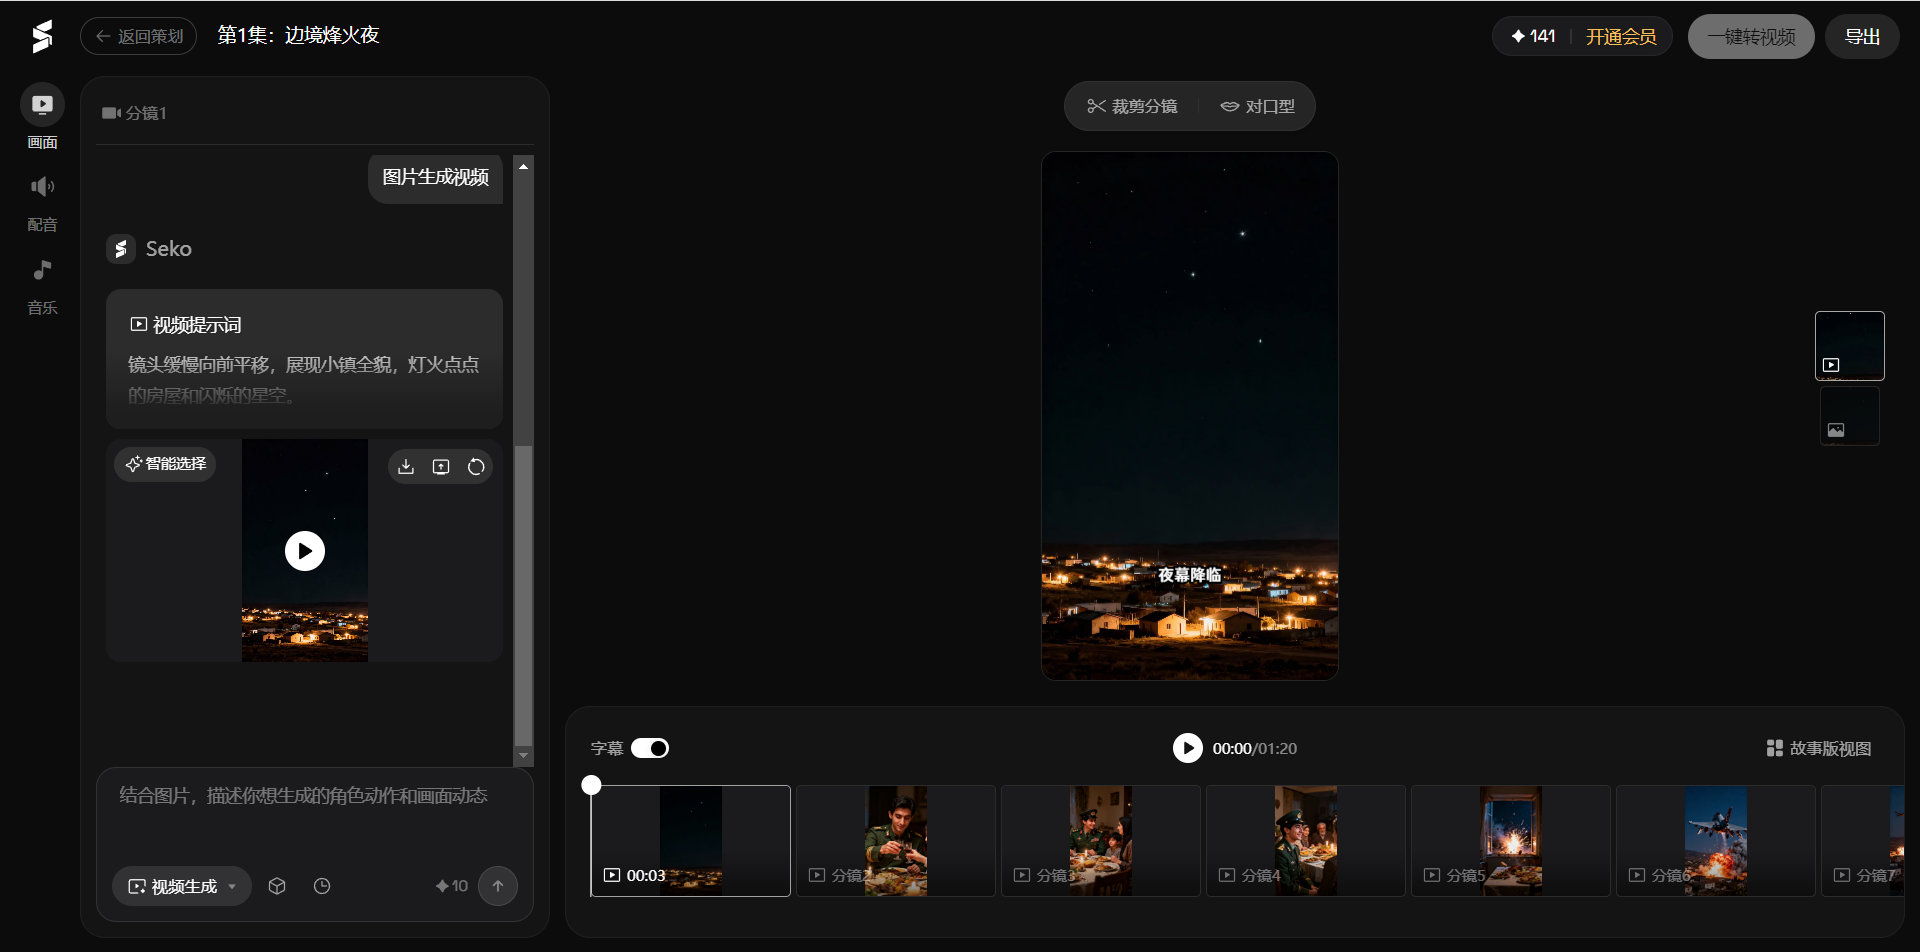 返回策划
第1集：边境烽火夜
141
开通会员
一键转视频
导出
画面
配音
音乐
分镜1
图片生成视频
Seko
视频提示词
镜头缓慢向前平移，展现小镇全貌，灯火点点
的房屋和闪烁的星空。
智能选择
结合图片，描述你想生成的角色动作和画面动态
视频生成
10
裁剪分镜
对口型
夜幕降临
字幕
00:00/01:20
故事版视图
00:03
分镜2
分镜3
分镜4
分镜5
分镜6
分镜7